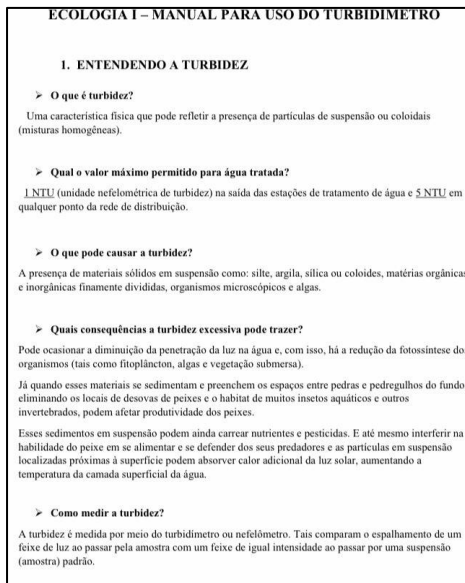 ECOLOGIA I – MANUAL PARA USO DO TURBIDÍMETRO
1. ENTENDENDO A TURBIDEZ
➢ O que é turbidez?
Uma característica física que pode refletir a presença de partículas de suspensão ou coloidais
(misturas homogêneas).
➢ Qual o valor máximo permitido para água tratada?
1 NTU (unidade nefelométrica de turbidez) na saída das estações de tratamento de água e 5 NTU em
qualquer ponto da rede de distribuição.
➢ O que pode causar a turbidez?
A presença de materiais sólidos em suspensão como: silte, argila, sílica ou coloides, matérias orgânicas
e inorgânicas finamente divididas, organismos microscópicos e algas.
➢ Quais consequências a turbidez excessiva pode trazer?
Pode ocasionar a diminuição da penetração da luz na água e, com isso, há a redução da fotossíntese do
organismos (tais como fitoplâncton, algas e vegetação submersa).
Já quando esses materiais se sedimentam e preenchem os espaços entre pedras e pedregulhos do fundo
eliminando os locais de desovas de peixes e o habitat de muitos insetos aquáticos e outros
invertebrados, podem afetar produtividade dos peixes.
Esses sedimentos em suspensão podem ainda carrear nutrientes e pesticidas. E até mesmo interferir na
habilidade do peixe em se alimentar e se defender dos seus predadores e as partículas em suspensão
localizadas próximas à superfície podem absorver calor adicional da luz solar, aumentando a
temperatura da camada superficial da água.
➢ Como medir a turbidez?
A turbidez é medida por meio do turbidímetro ou nefelômetro. Tais comparam o espalhamento de um
feixe de luz ao passar pela amostra com um feixe de igual intensidade ao passar por uma suspensão
(amostra) padrão.